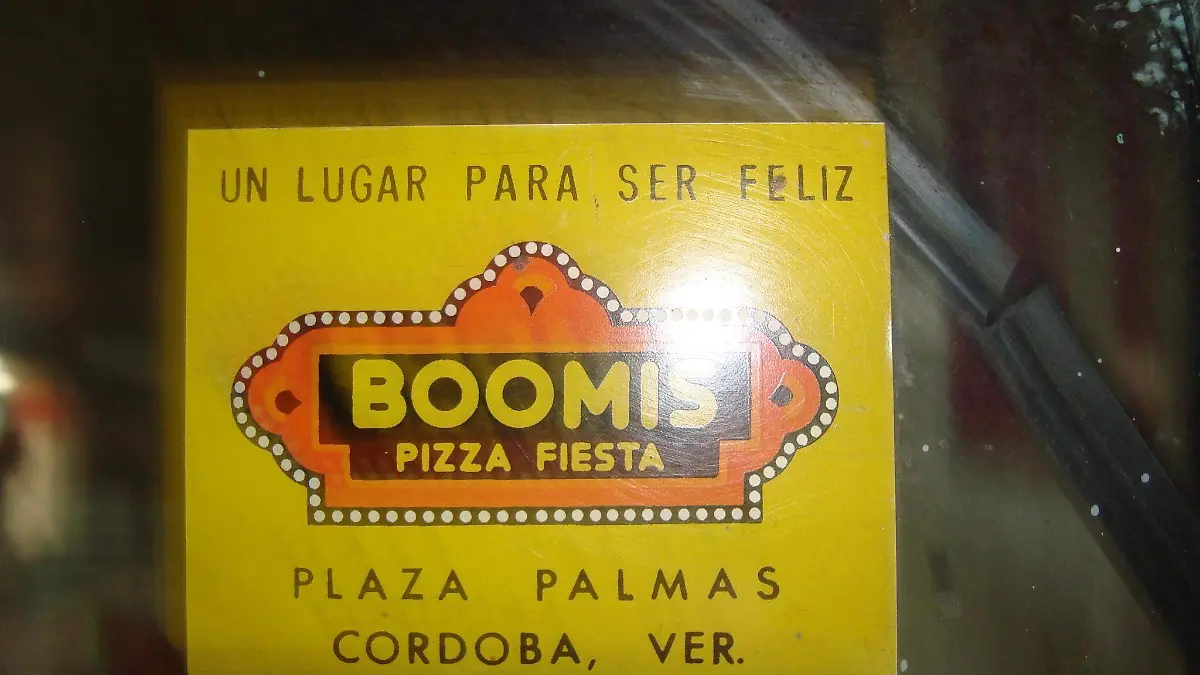 UN LUGAR PARA SER FELIZ
BOOMIS
PIZZA FIESTA
PLAZA PALMAS
CORDOBA, VER.